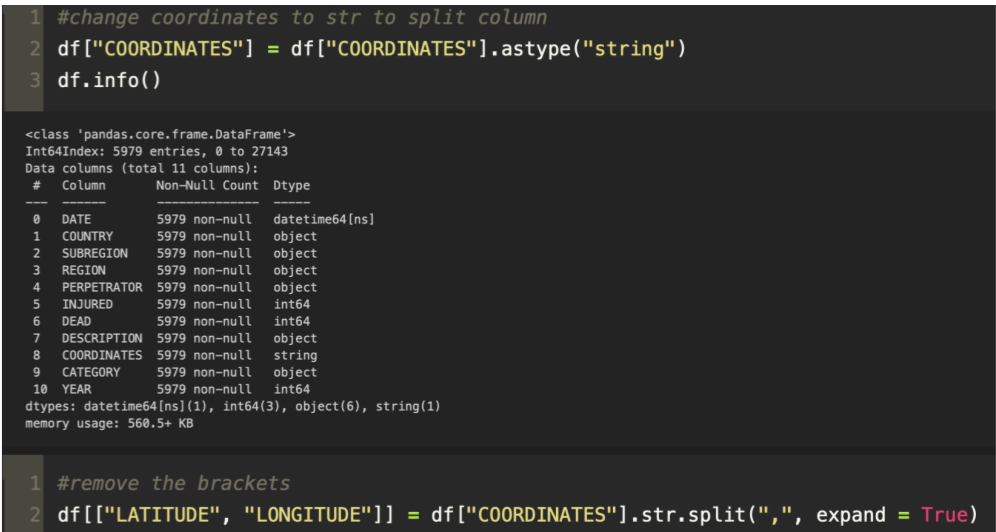 1 #change coordinates to str to split column
2 df["COORDINATES"] = df["COORDINATES"].astype("string")
3 df.info()
<class 'pandas.core.frame.DataFrame'>
Int64Index: 5979 entries, 0 to 27143
Data columns (total 11 columns):
 #   Column       Non-Null Count  Dtype
---  ------       --------------  -----
 0   DATE         5979 non-null   datetime64[ns]
 1   COUNTRY      5979 non-null   object
 2   SUBREGION    5979 non-null   object
 3   REGION       5979 non-null   object
 4   PERPETRATOR  5979 non-null   object
 5   INJURED      5979 non-null   int64
 6   DEAD         5979 non-null   int64
 7   DESCRIPTION  5979 non-null   object
 8   COORDINATES  5979 non-null   string
 9   CATEGORY     5979 non-null   object
 10  YEAR         5979 non-null   int64
dtypes: datetime64[ns](1), int64(3), object(6), string(1)
memory usage: 560.5+ KB
1 #remove the brackets
2 df[["LATITUDE", "LONGITUDE"]] = df["COORDINATES"].str.split(",", expand = True)